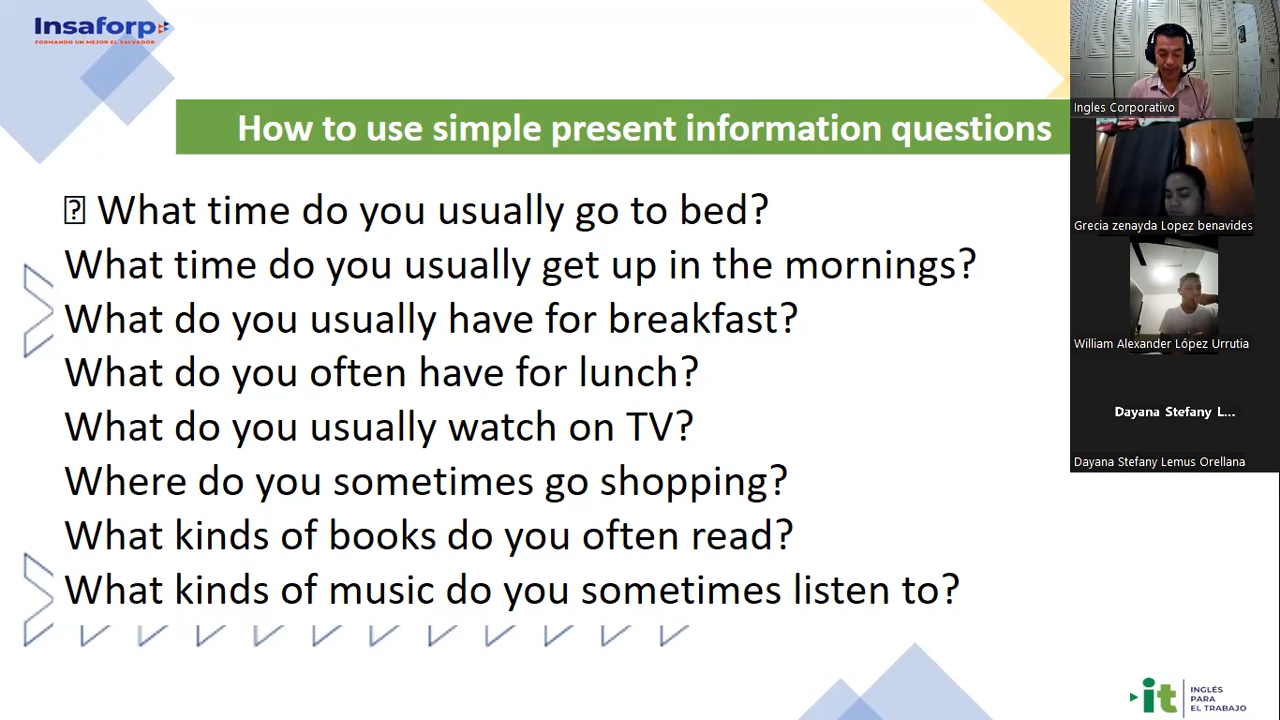 Insaforp
FORMANDO UN MEJOR EL SALVADOR
How to use simple present information questions
What time do you usually go to bed?
What time do you usually get up in the mornings?
What do you usually have for breakfast?
What do you often have for lunch?
What do you usually watch on TV?
Where do you sometimes go shopping?
What kinds of books do you often read?
What kinds of music do you sometimes listen to?
Ingles Corporativo
Grecia zenayda Lopez benavides
William Alexander López Urrutia
Dayana Stefany L...
Dayana Stefany Lemus Orellana
it
INGLÉS
PARA
EL TRABAJO